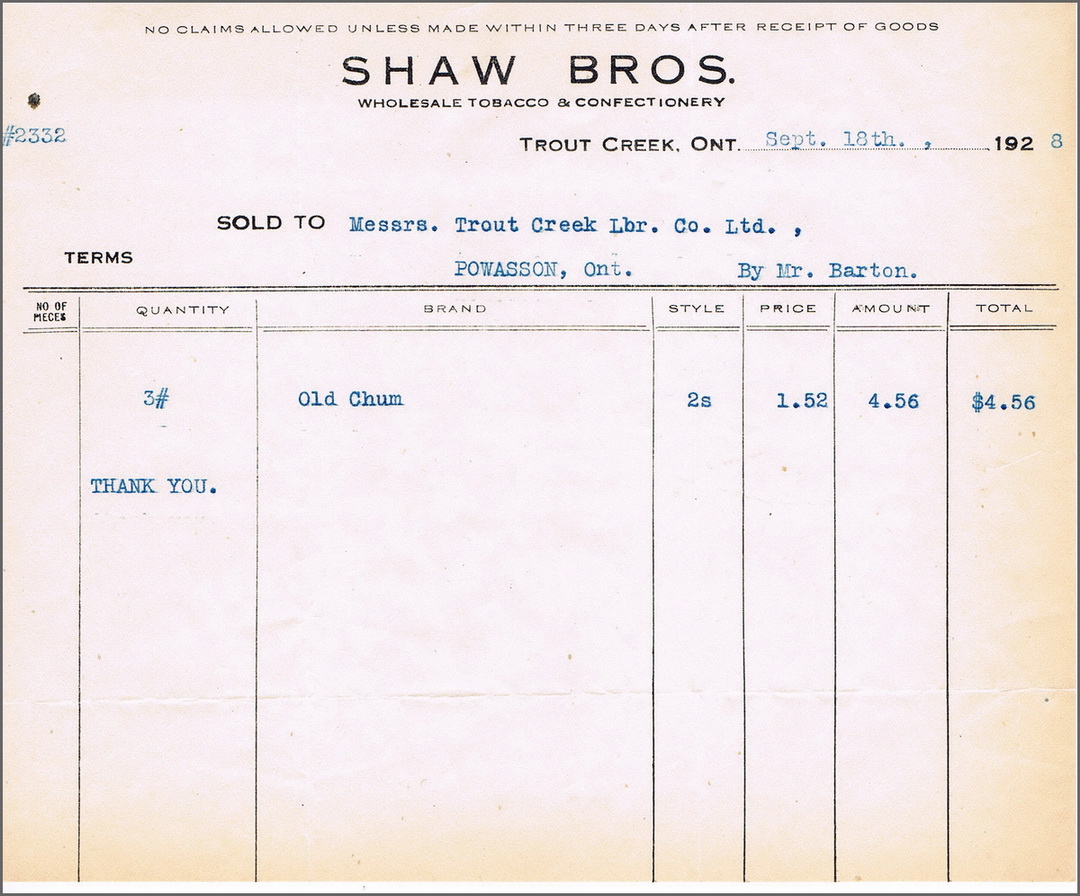 NO CLAIMS ALLOWED UNLESS MADE WITHIN THREE DAYS AFTER RECEIPT OF GOODS
SHAW BROS.
WHOLESALE TOBACCO & CONFECTIONERY
#2332
TROUT CREEK, ONT. Sept. 18th. , 192 8
SOLD TO Messrs. Trout Creek Lbr. Co. Ltd. ,
TERMS
POWASSON, Ont. By Mr. Barton.
NO OF PIECES QUANTITY BRAND STYLE PRICE AMOUNT TOTAL
3# Old Chum 2s 1.52 4.56 $4.56
THANK YOU.